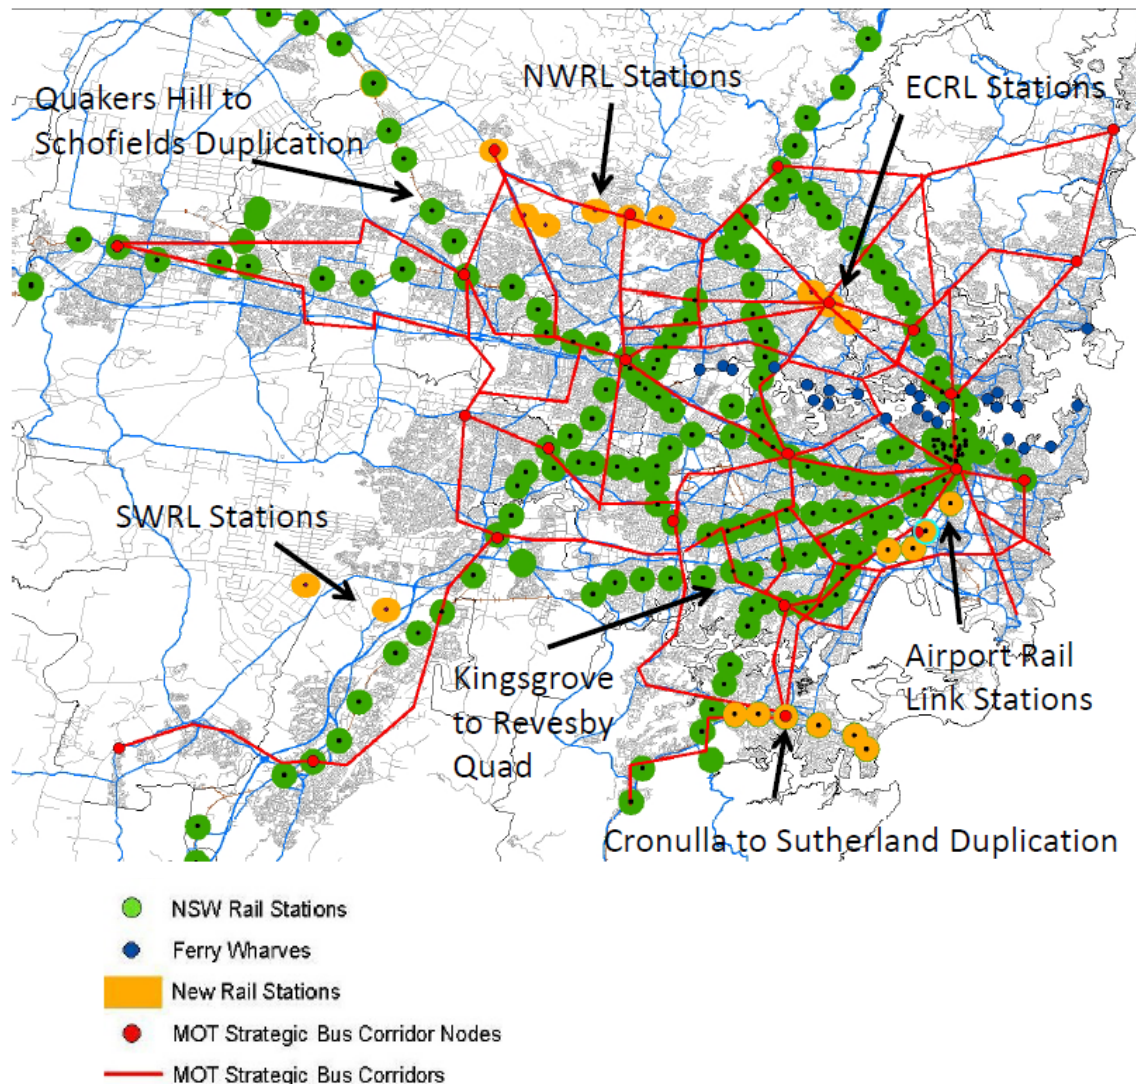 NWRL Stations
ECRL Stations
Quakers Hill to
Schofields Duplication
SWRL Stations
Kingsgrove
to Revesby
Quad
Airport Rail
Link Stations
Cronulla to Sutherland Duplication
NSW Rail Stations
Ferry Wharves
New Rail Stations
MOT Strategic Bus Corridor Nodes
MOT Strategic Bus Corridors